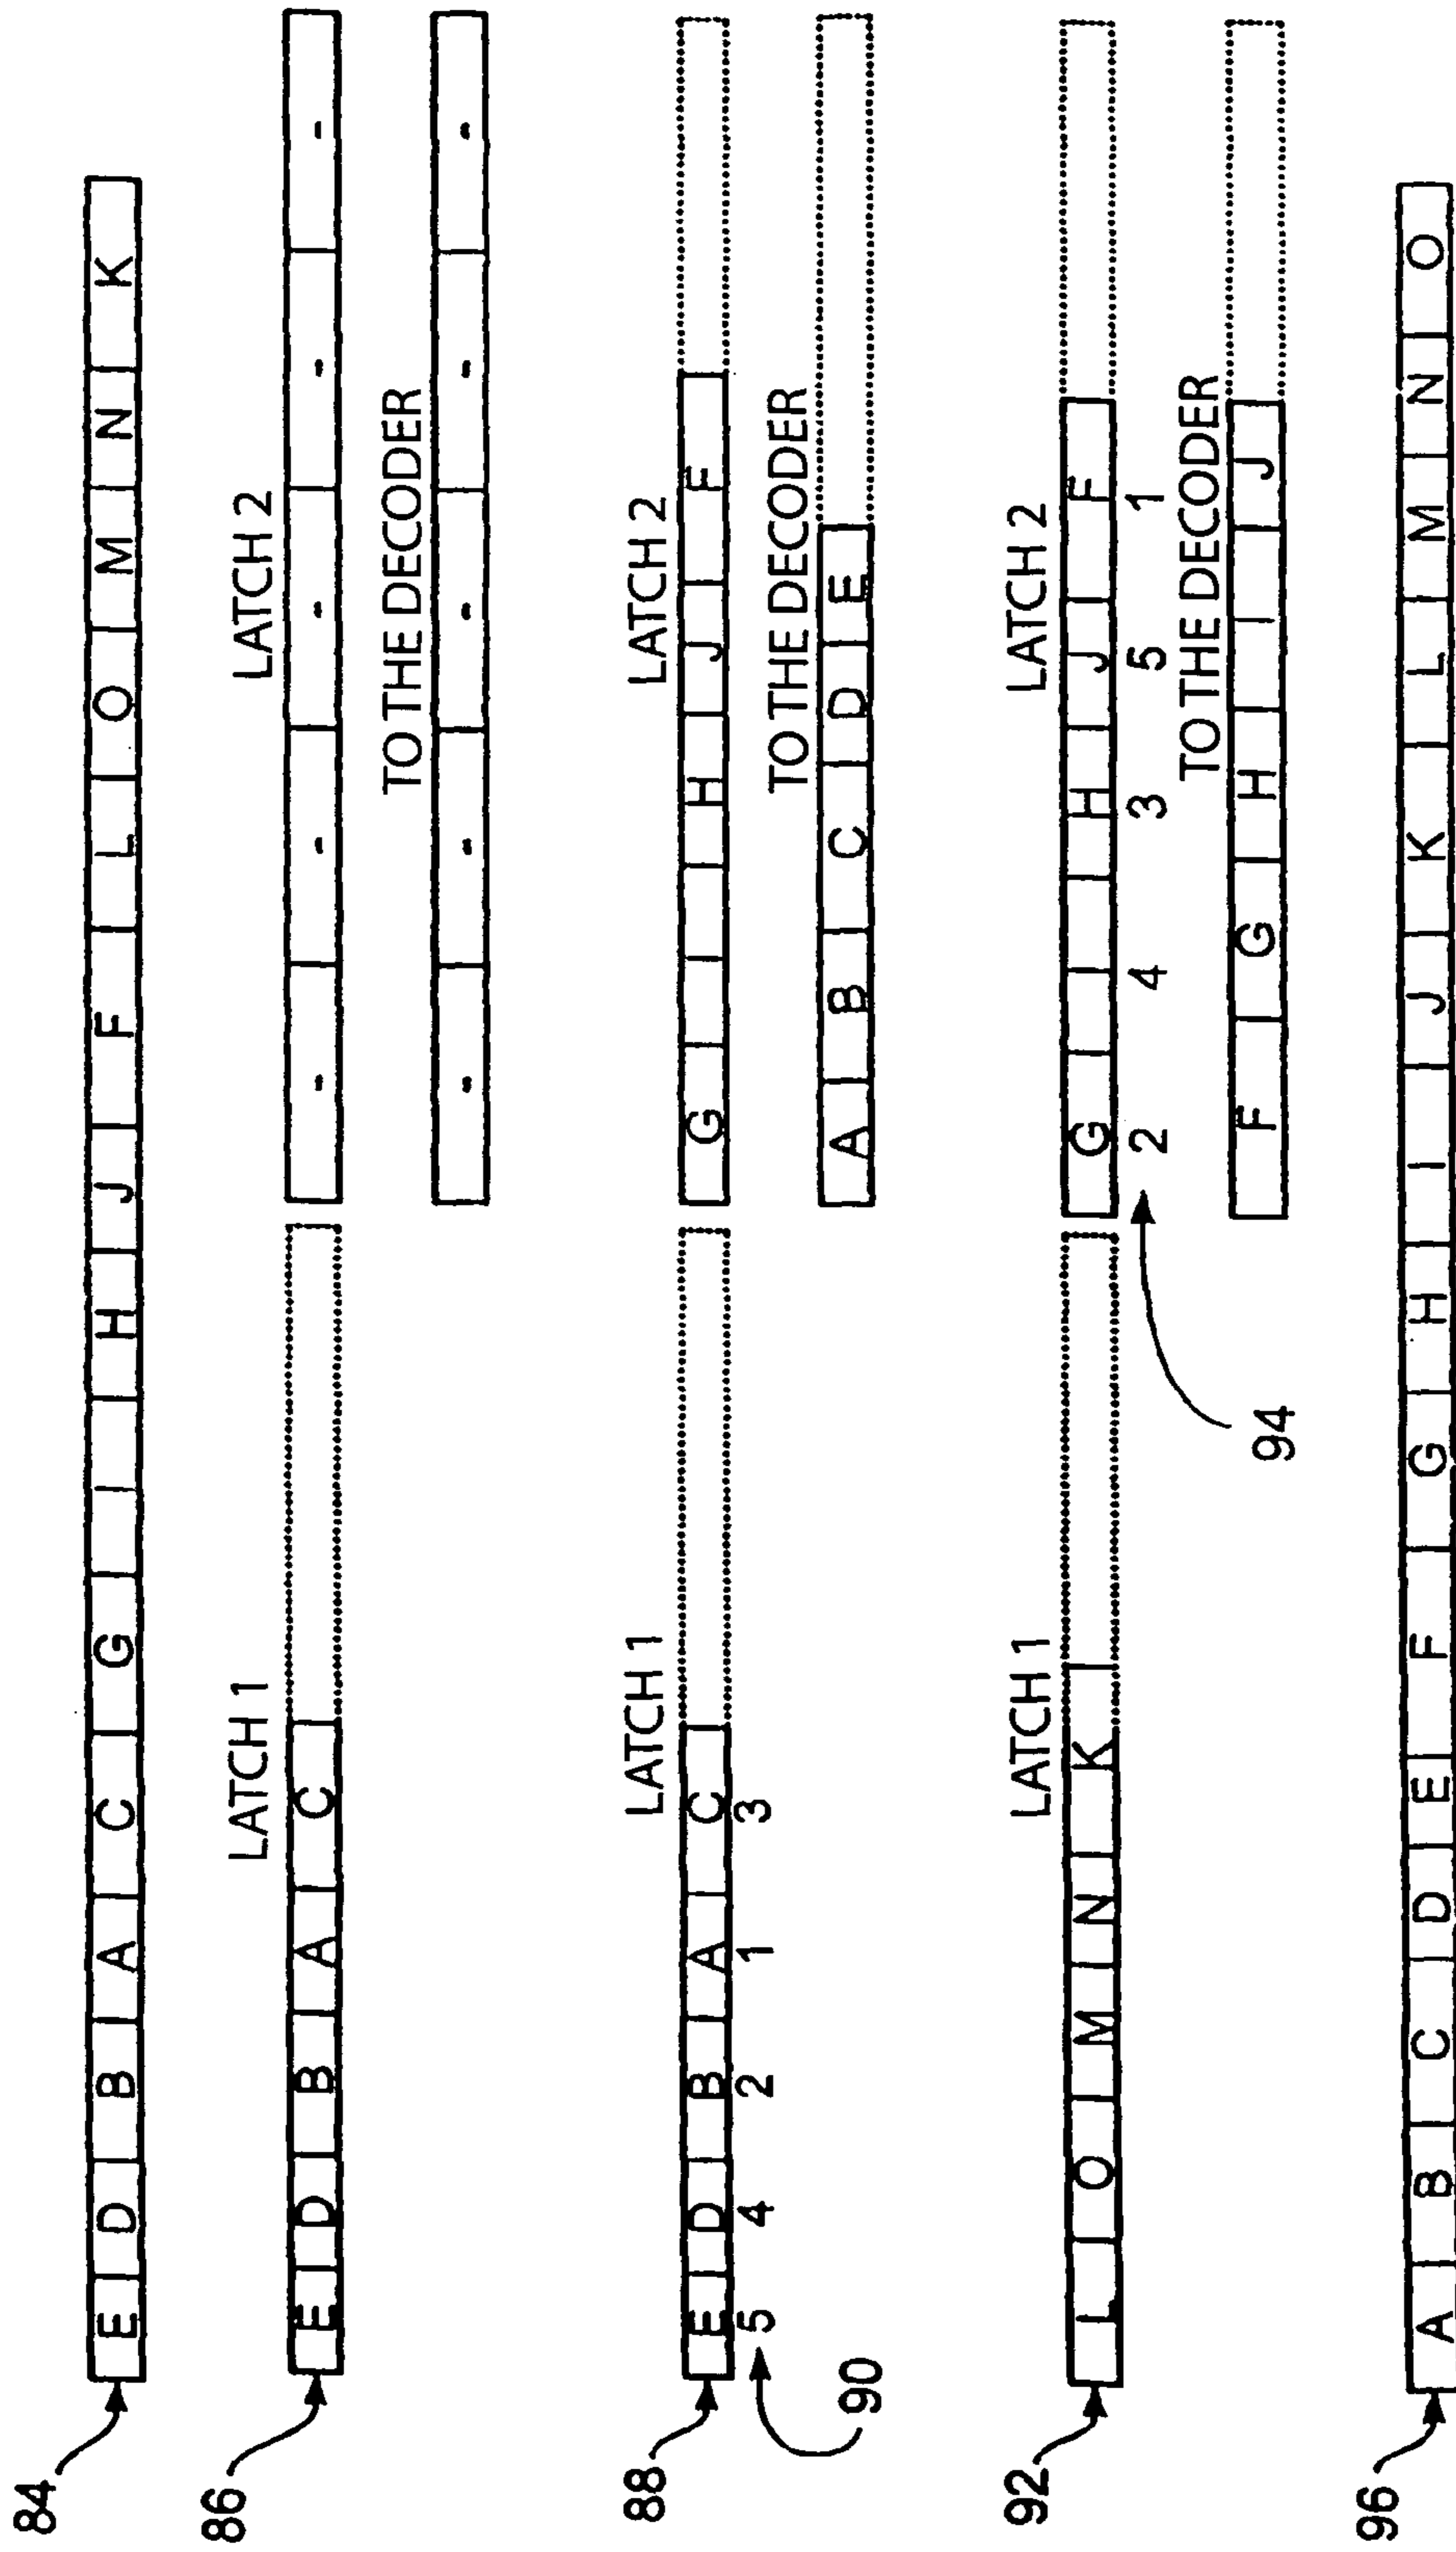 84 E D B A C G I H J F L O M N K
LATCH 1 LATCH 2
86 E D B A C - - - - -
TO THE DECODER
- - - - -
LATCH 1 LATCH 2
88 E D B A C G I H J F
5 4 2 1 3
TO THE DECODER
90 A B C D E
LATCH 1 LATCH 2
92 L O M N K G I H J F
2 4 3 5 1
TO THE DECODER
94 F G H I J
96 A B C D E F G H I J K L M N O